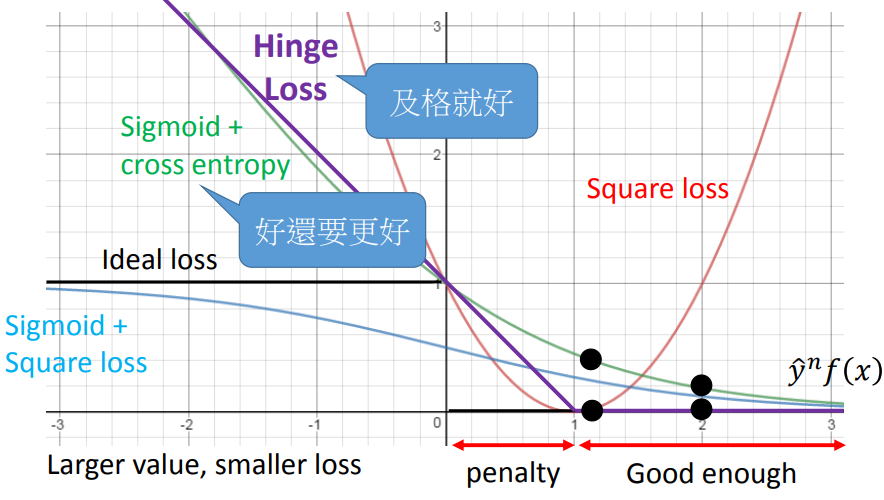 3
Hinge
Loss
及格就好
Sigmoid +
cross entropy
2
Square loss
好還要更好
Ideal loss
1
Sigmoid +
Square loss
ŷⁿf(x)
-3 -2 -1 0 1 2 3
Larger value, smaller loss
penalty
Good enough